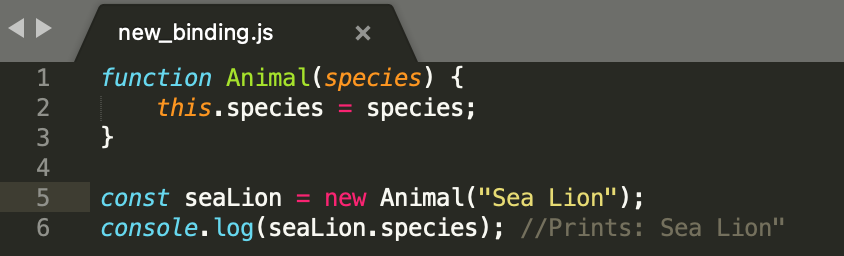 new_binding.js ×
1 function Animal(species) {
2     this.species = species;
3 }
4
5 const seaLion = new Animal("Sea Lion");
6 console.log(seaLion.species); //Prints: Sea Lion"